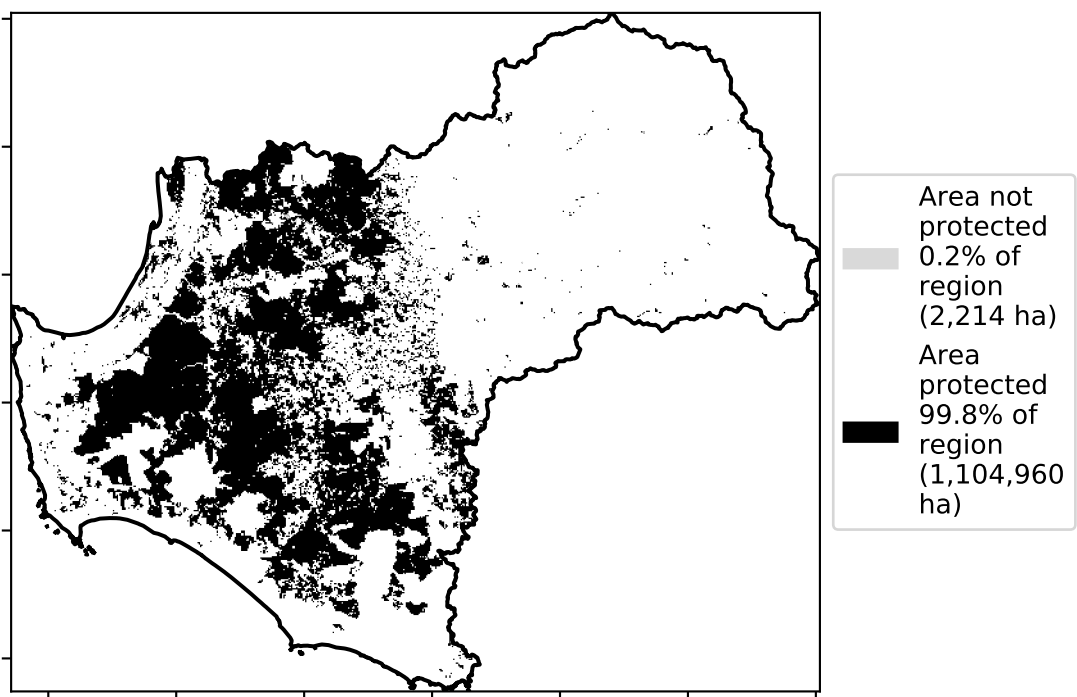 Area not
protected
0.2% of
region
(2,214 ha)
Area
protected
99.8% of
region
(1,104,960
ha)